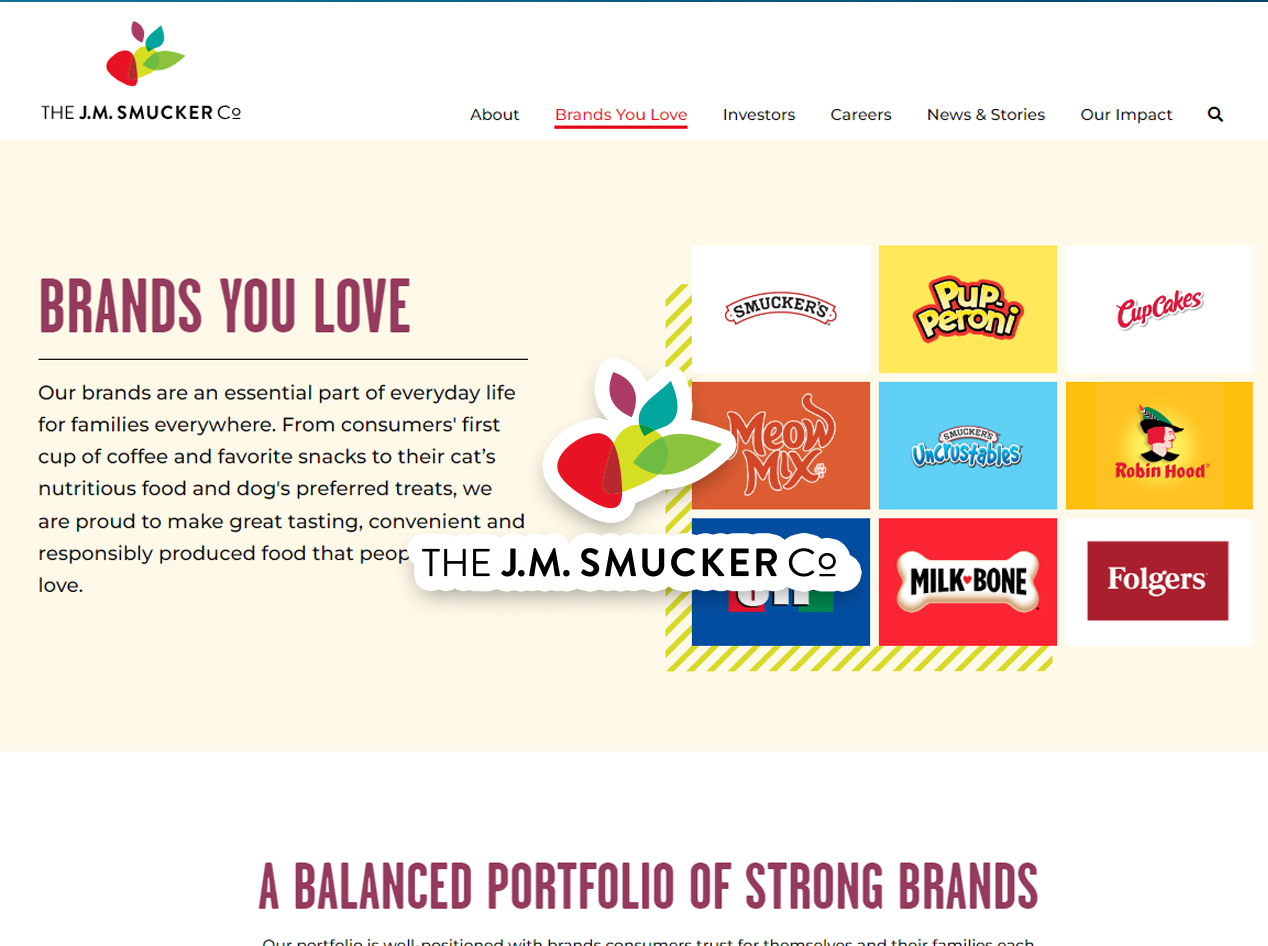 THE J.M. SMUCKER Co
About Brands You Love Investors Careers News & Stories Our Impact
BRANDS YOU LOVE
Our brands are an essential part of everyday life
for families everywhere. From consumers' first
cup of coffee and favorite snacks to their cat’s
nutritious food and dog's preferred treats, we
are proud to make great tasting, convenient and
responsibly produced food that
love.
SMUCKER'S
PUP-PERONI
CupCakes
Meow
Mix
SMUCKER'S
UNCRUSTABLES
Robin Hood®
MILK-BONE
Folgers
THE J.M. SMUCKER Co
A BALANCED PORTFOLIO OF STRONG BRANDS
Our portfolio is well-positioned with brands consumers trust for themselves and their families each